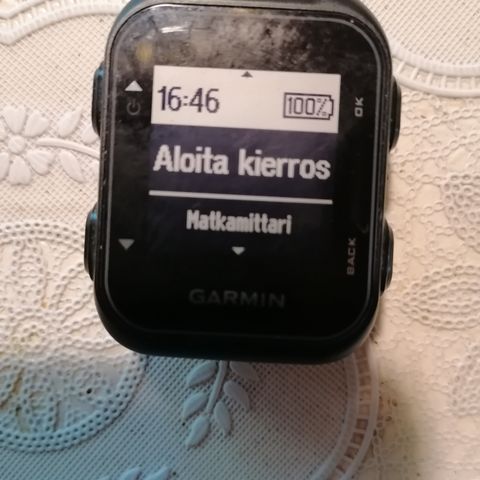 16:46 100%
Aloita kierros
Matkamittari
OK
BACK
GARMIN